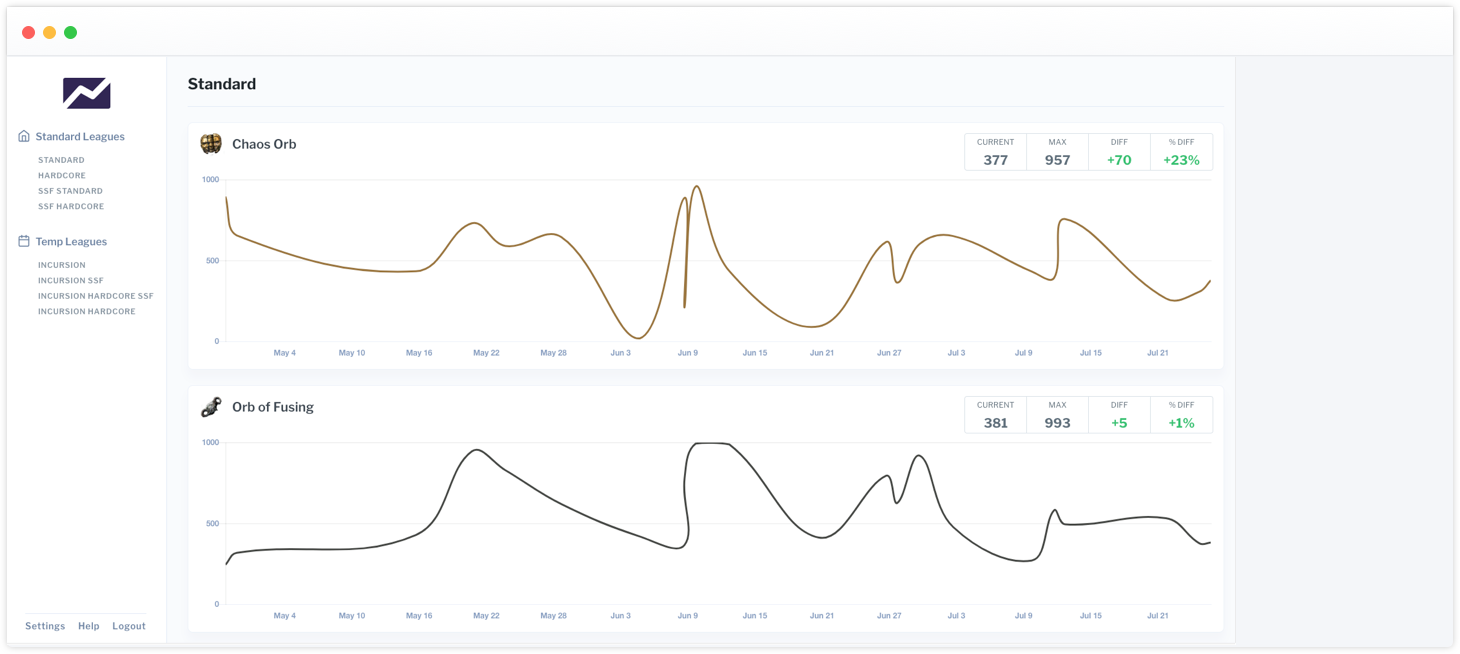 Standard Leagues
STANDARD
HARDCORE
SSF STANDARD
SSF HARDCORE
Temp Leagues
INCURSION
INCURSION SSF
INCURSION HARDCORE SSF
INCURSION HARDCORE
Settings Help Logout
Standard
Chaos Orb
CURRENT MAX DIFF % DIFF
377 957 +70 +23%
1000
500
0
May 4 May 10 May 16 May 22 May 28 Jun 3 Jun 9 Jun 15 Jun 21 Jun 27 Jul 3 Jul 9 Jul 15 Jul 21
Orb of Fusing
CURRENT MAX DIFF % DIFF
381 993 +5 +1%
1000
500
0
May 4 May 10 May 16 May 22 May 28 Jun 3 Jun 9 Jun 15 Jun 21 Jun 27 Jul 3 Jul 9 Jul 15 Jul 21